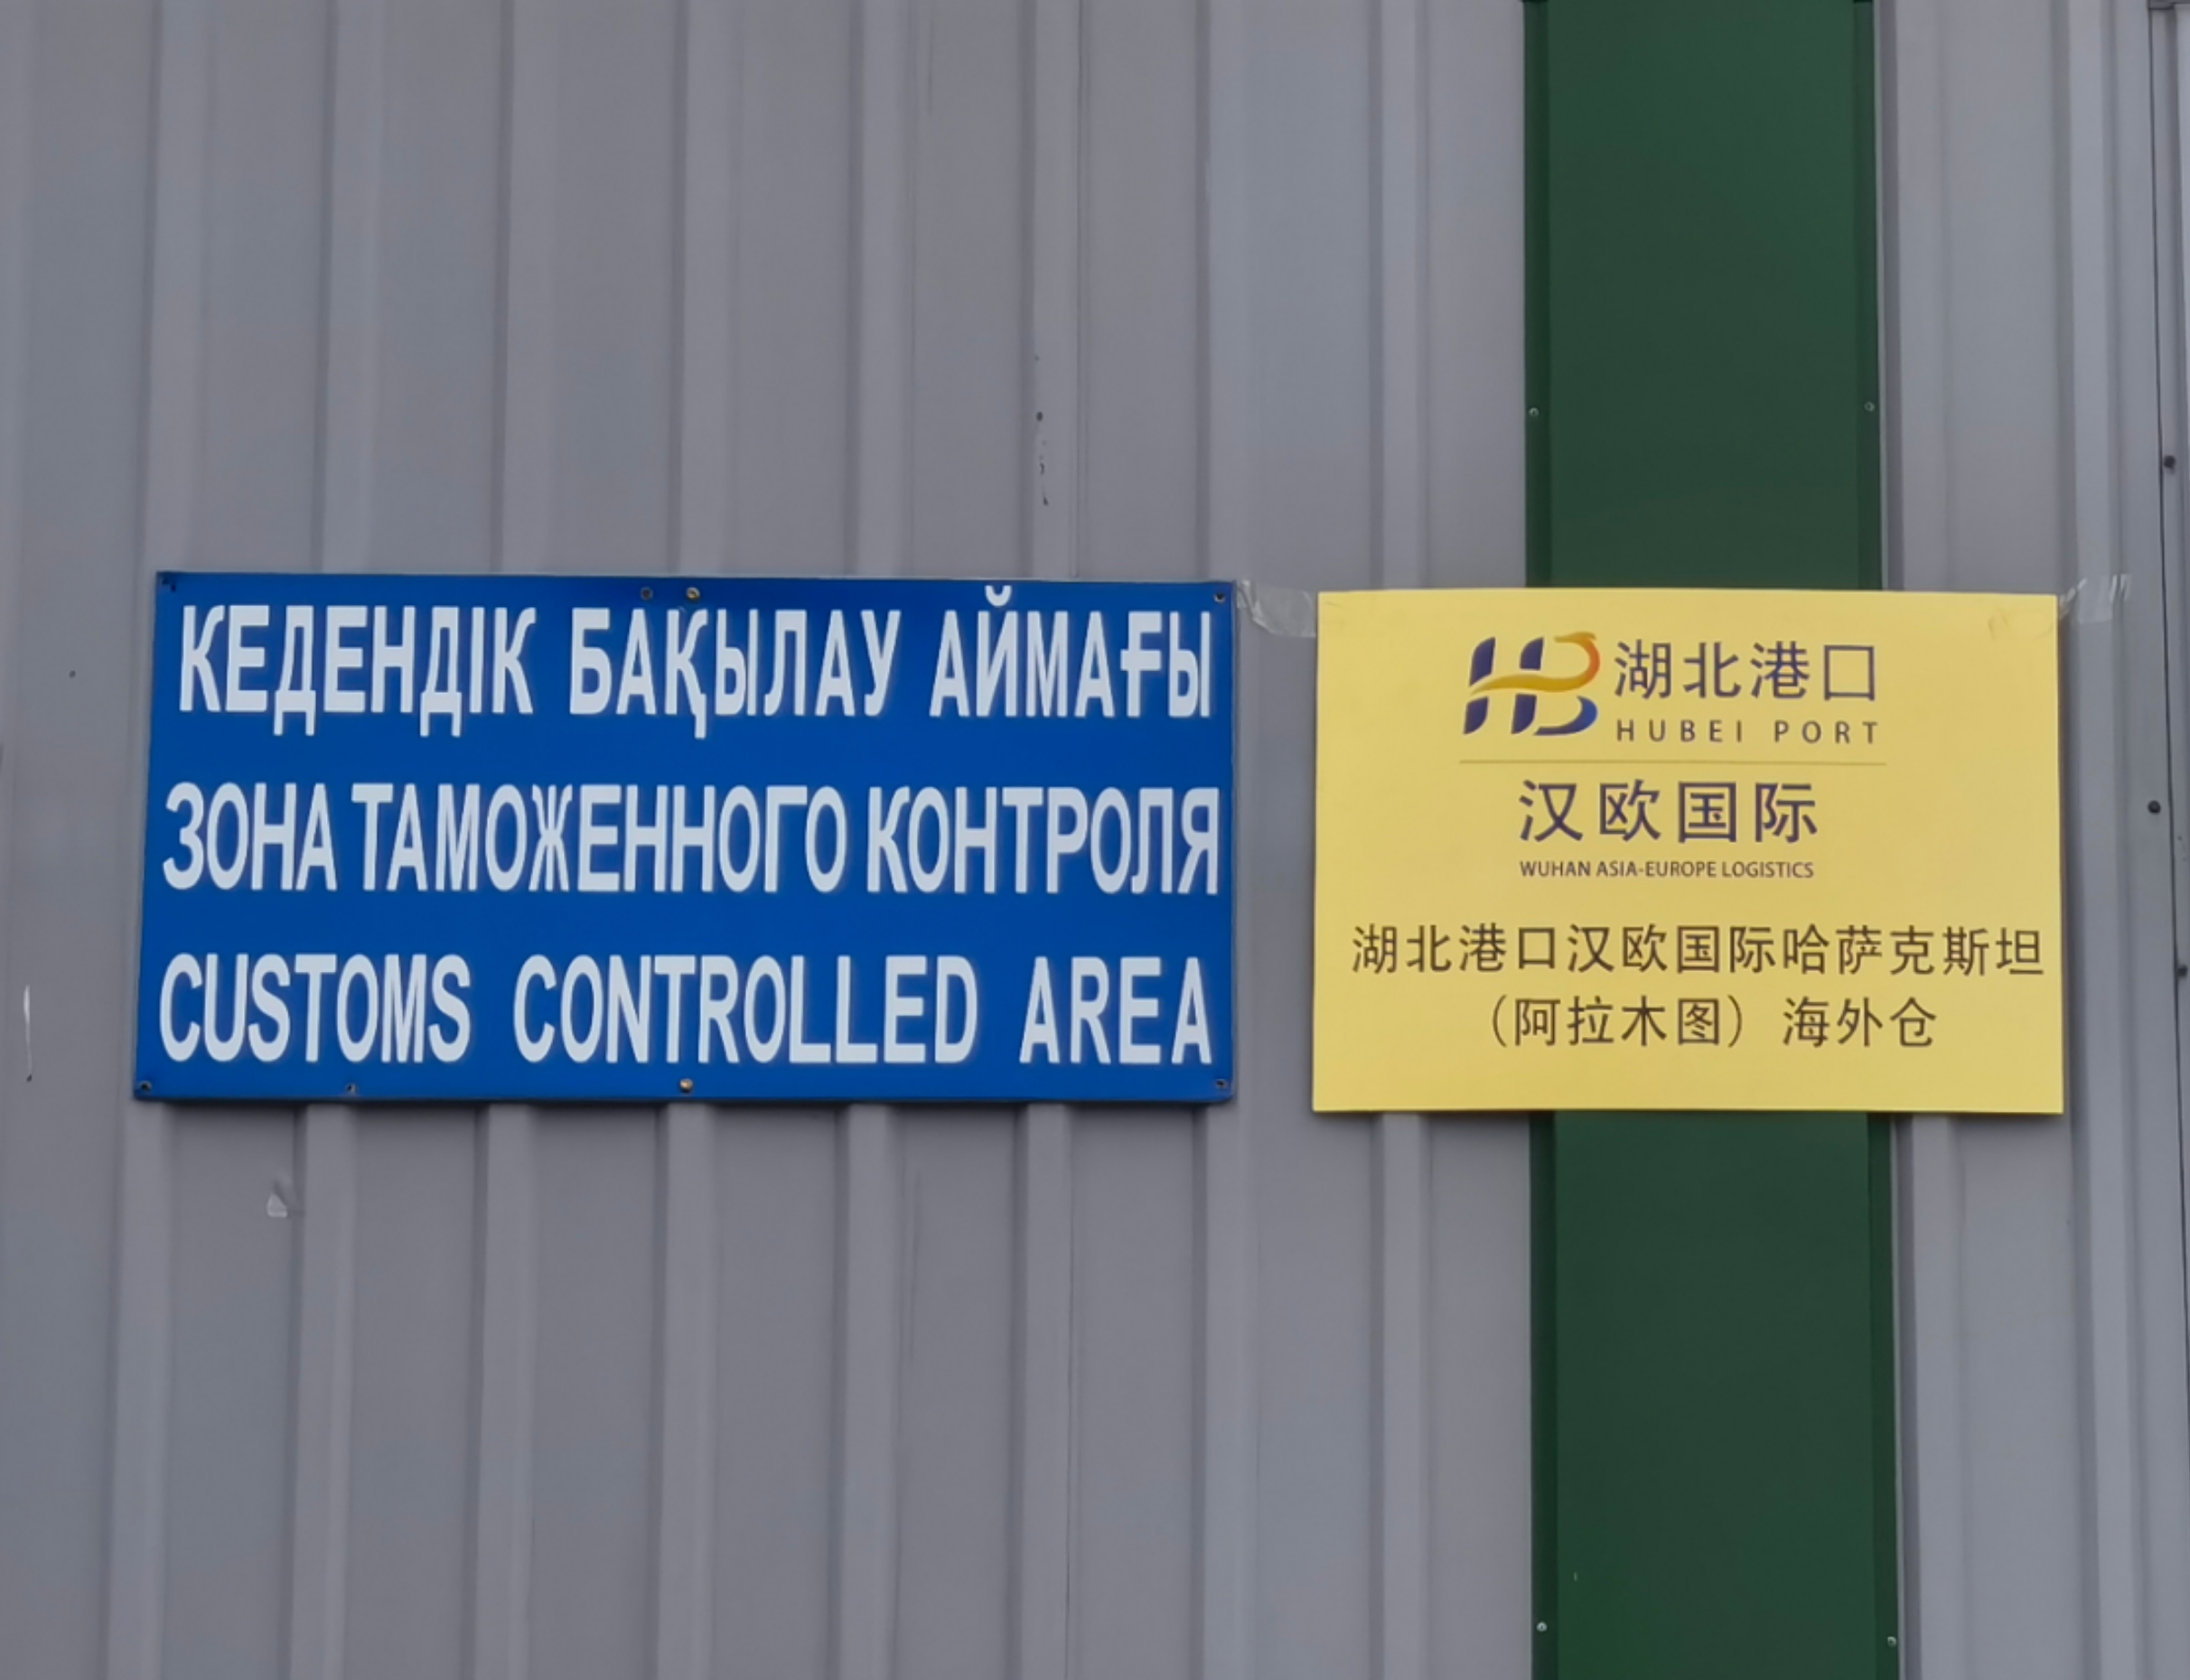 КЕДЕНДІК БАҚЫЛАУ АЙМАҒЫ
ЗОНА ТАМОЖЕННОГО КОНТРОЛЯ
CUSTOMS CONTROLLED AREA
湖北港口
HUBEI PORT
汉欧国际
WUHAN ASIA-EUROPE LOGISTICS
湖北港口汉欧国际哈萨克斯坦
（阿拉木图）海外仓